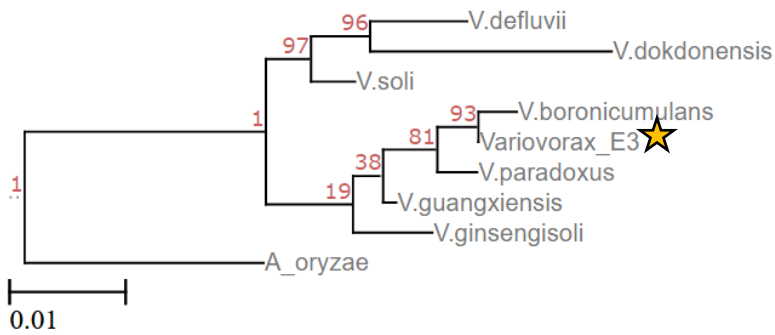 96
V.defluvii
V.dokdonensis
97
V.soli
1
93
V.boronicumulans
Variovorax_E3
81
V.paradoxus
38
V.guangxiensis
19
V.ginsengisoli
1
A_oryzae
0.01